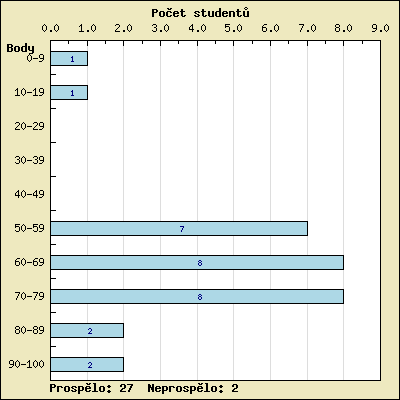 Počet studentů
0.0 1.0 2.0 3.0 4.0 5.0 6.0 7.0 8.0 9.0
Body
0-9 1
10-19 1
20-29
30-39
40-49
50-59 7
60-69 8
70-79 8
80-89 2
90-100 2
Prospělo: 27 Neprospělo: 2